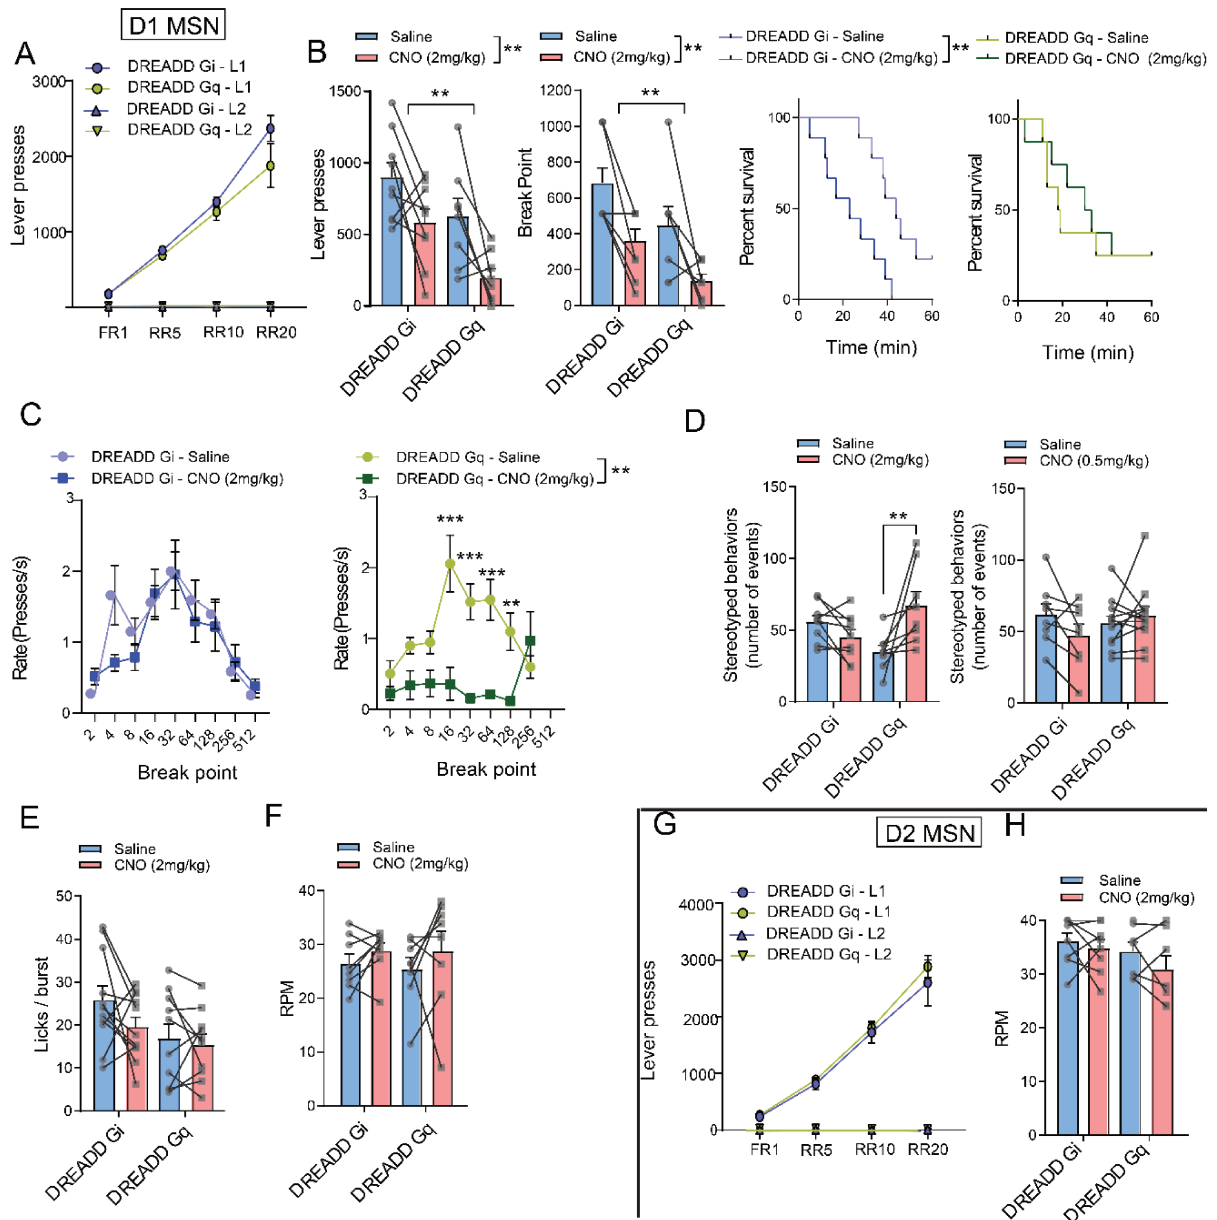 D1 MSN
A
DREADD Gi - L1
DREADD Gq - L1
DREADD Gi - L2
DREADD Gq - L2
3000
2000
1000
Lever presses
FR1 RR5 RR10 RR20
B
Saline
CNO (2mg/kg)
**
**
1500
1000
500
0
Lever presses
DREADD Gi
DREADD Gq
Saline
CNO (2mg/kg)
**
**
1200
1000
800
600
400
200
0
Break Point
DREADD Gi
DREADD Gq
DREADD Gi - Saline
DREADD Gi - CNO (2mg/kg)
**
100
50
0
Percent survival
0 20 40 60
Time (min)
DREADD Gq - Saline
DREADD Gq - CNO (2mg/kg)
100
50
0
Percent survival
0 20 40 60
Time (min)
C
DREADD Gi - Saline
DREADD Gi - CNO (2mg/kg)
3
2
1
0
Rate(Presses/s)
2 4 8 16 32 64 128 256 512
Break point
DREADD Gq - Saline
DREADD Gq - CNO (2mg/kg)
**
3
2
1
0
Rate(Presses/s)
***
***
***
**
2 4 8 16 32 64 128 256 512
Break point
D
Saline
CNO (2mg/kg)
150
100
50
0
Stereotyped behaviors
(number of events)
**
DREADD Gi
DREADD Gq
Saline
CNO (0.5mg/kg)
150
100
50
0
Stereotyped behaviors
(number of events)
DREADD Gi
DREADD Gq
E
Saline
CNO (2mg/kg)
50
40
30
20
10
0
Licks / burst
DREADD Gi
DREADD Gq
F
Saline
CNO (2mg/kg)
40
30
20
10
0
RPM
DREADD Gi
DREADD Gq
G
D2 MSN
DREADD Gi - L1
DREADD Gq - L1
DREADD Gi - L2
DREADD Gq - L2
4000
3000
2000
1000
0
Lever presses
FR1 RR5 RR10 RR20
H
Saline
CNO (2mg/kg)
40
30
20
10
0
RPM
DREADD Gi
DREADD Gq